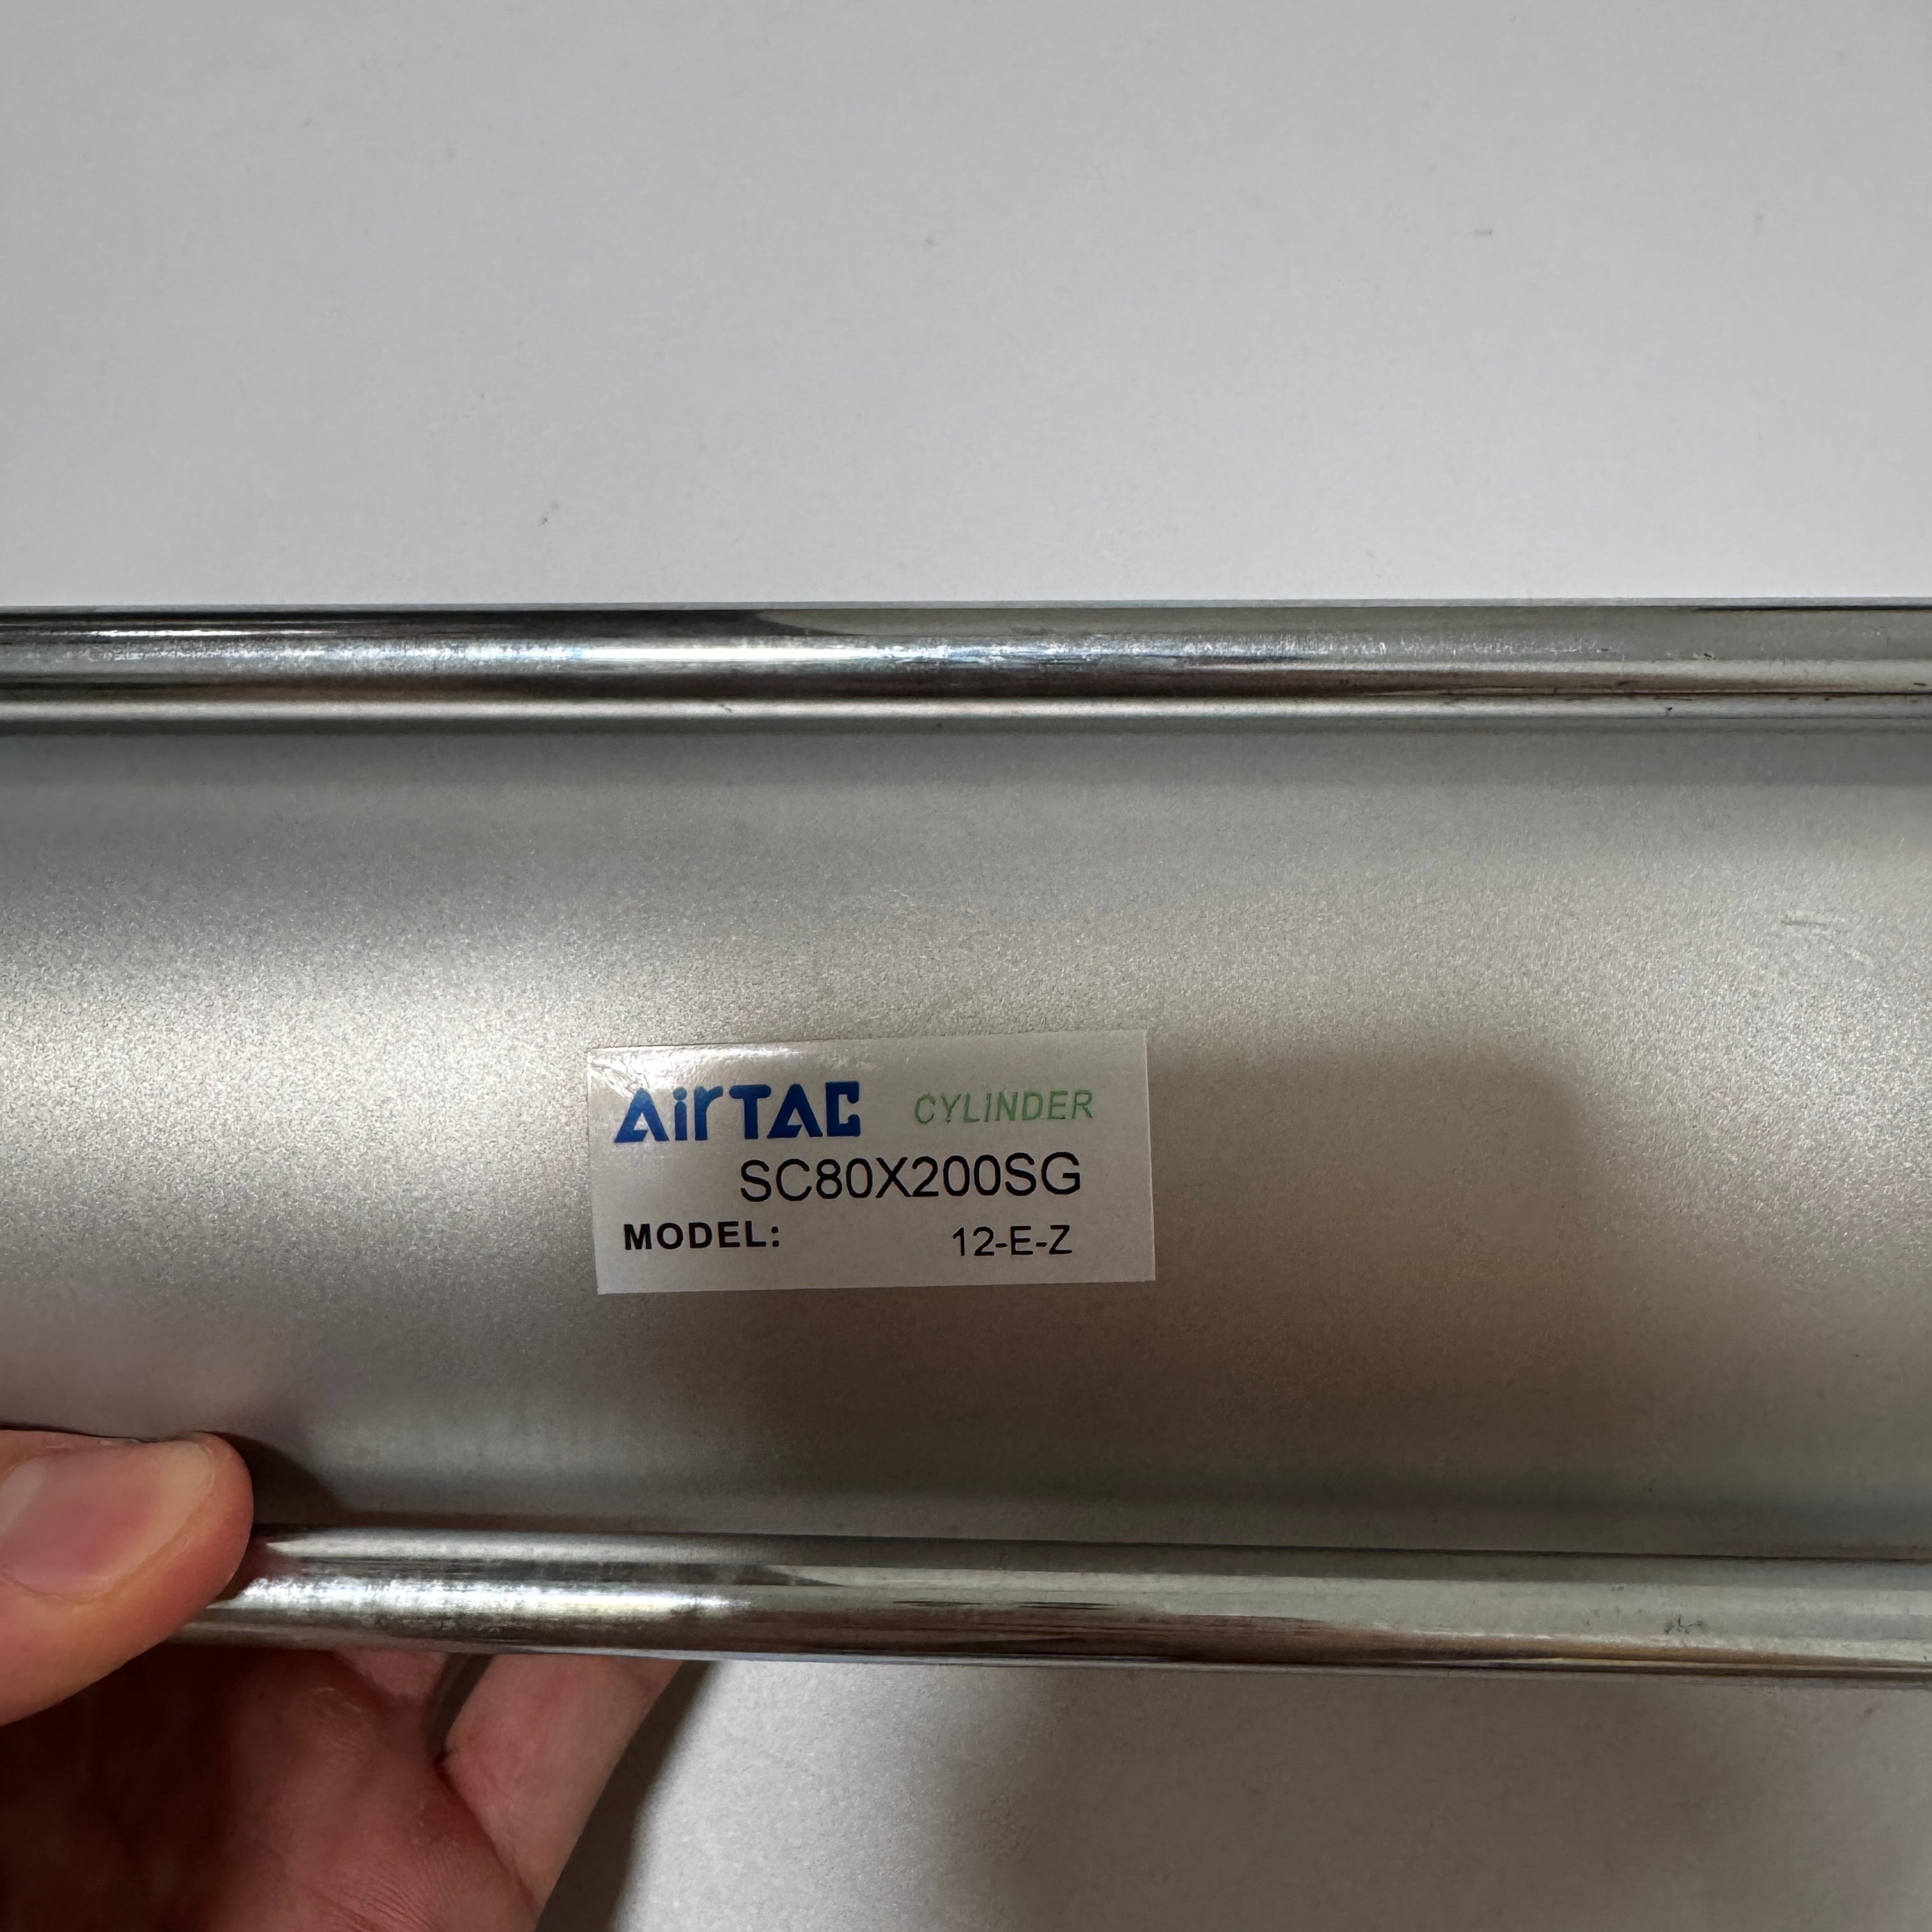 AirTAC CYLINDER
SC80X200SG
MODEL: 12-E-Z